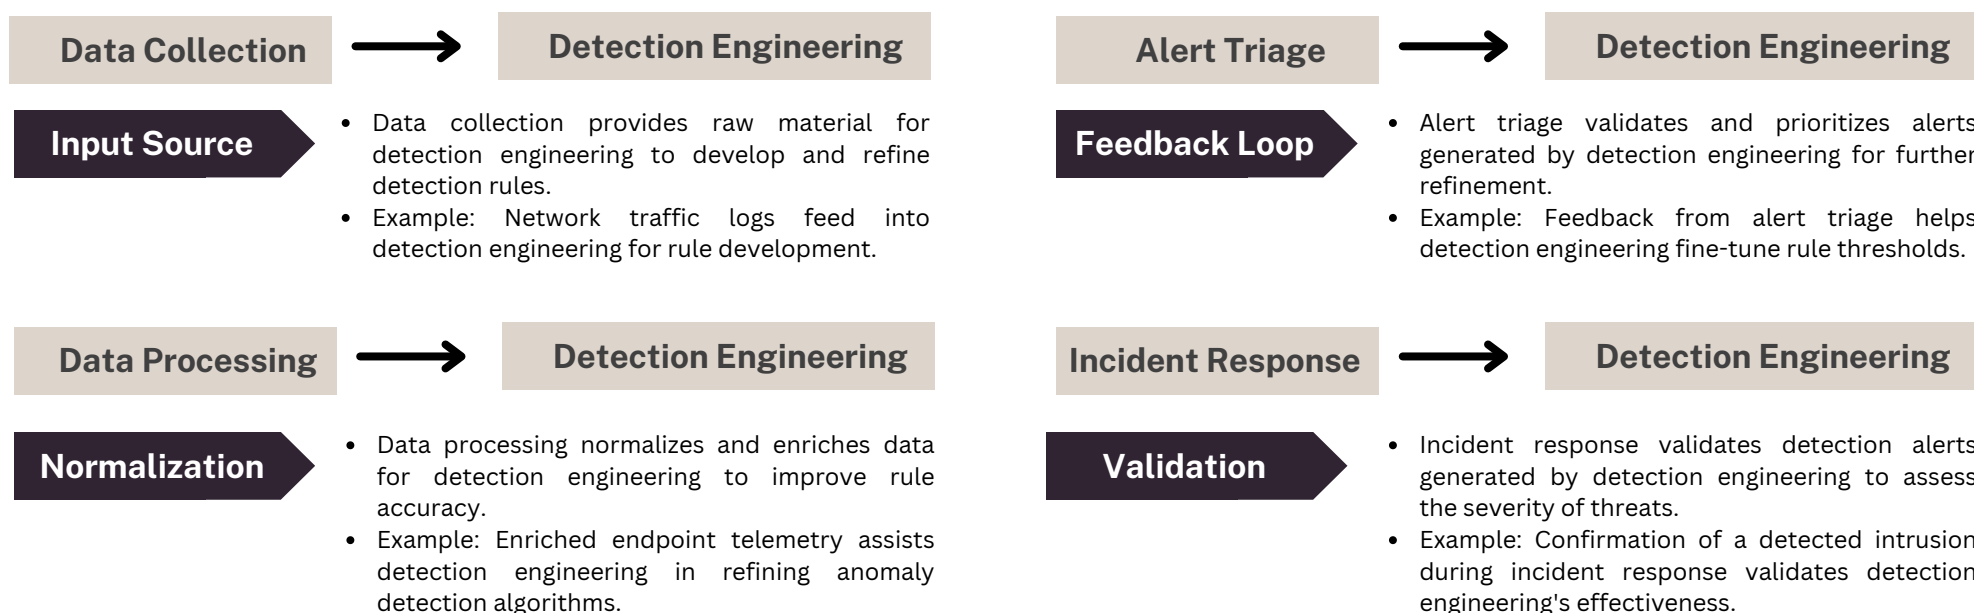 Data Collection
Detection Engineering
Input Source
• Data collection provides raw material for
detection engineering to develop and refine
detection rules.
• Example: Network traffic logs feed into
detection engineering for rule development.
Alert Triage
Detection Engineering
Feedback Loop
• Alert triage validates and prioritizes alerts
generated by detection engineering for further
refinement.
• Example: Feedback from alert triage helps
detection engineering fine-tune rule thresholds.
Data Processing
Detection Engineering
Normalization
• Data processing normalizes and enriches data
for detection engineering to improve rule
accuracy.
• Example: Enriched endpoint telemetry assists
detection engineering in refining anomaly
detection algorithms.
Incident Response
Detection Engineering
Validation
• Incident response validates detection alerts
generated by detection engineering to assess
the severity of threats.
• Example: Confirmation of a detected intrusion
during incident response validates detection
engineering's effectiveness.